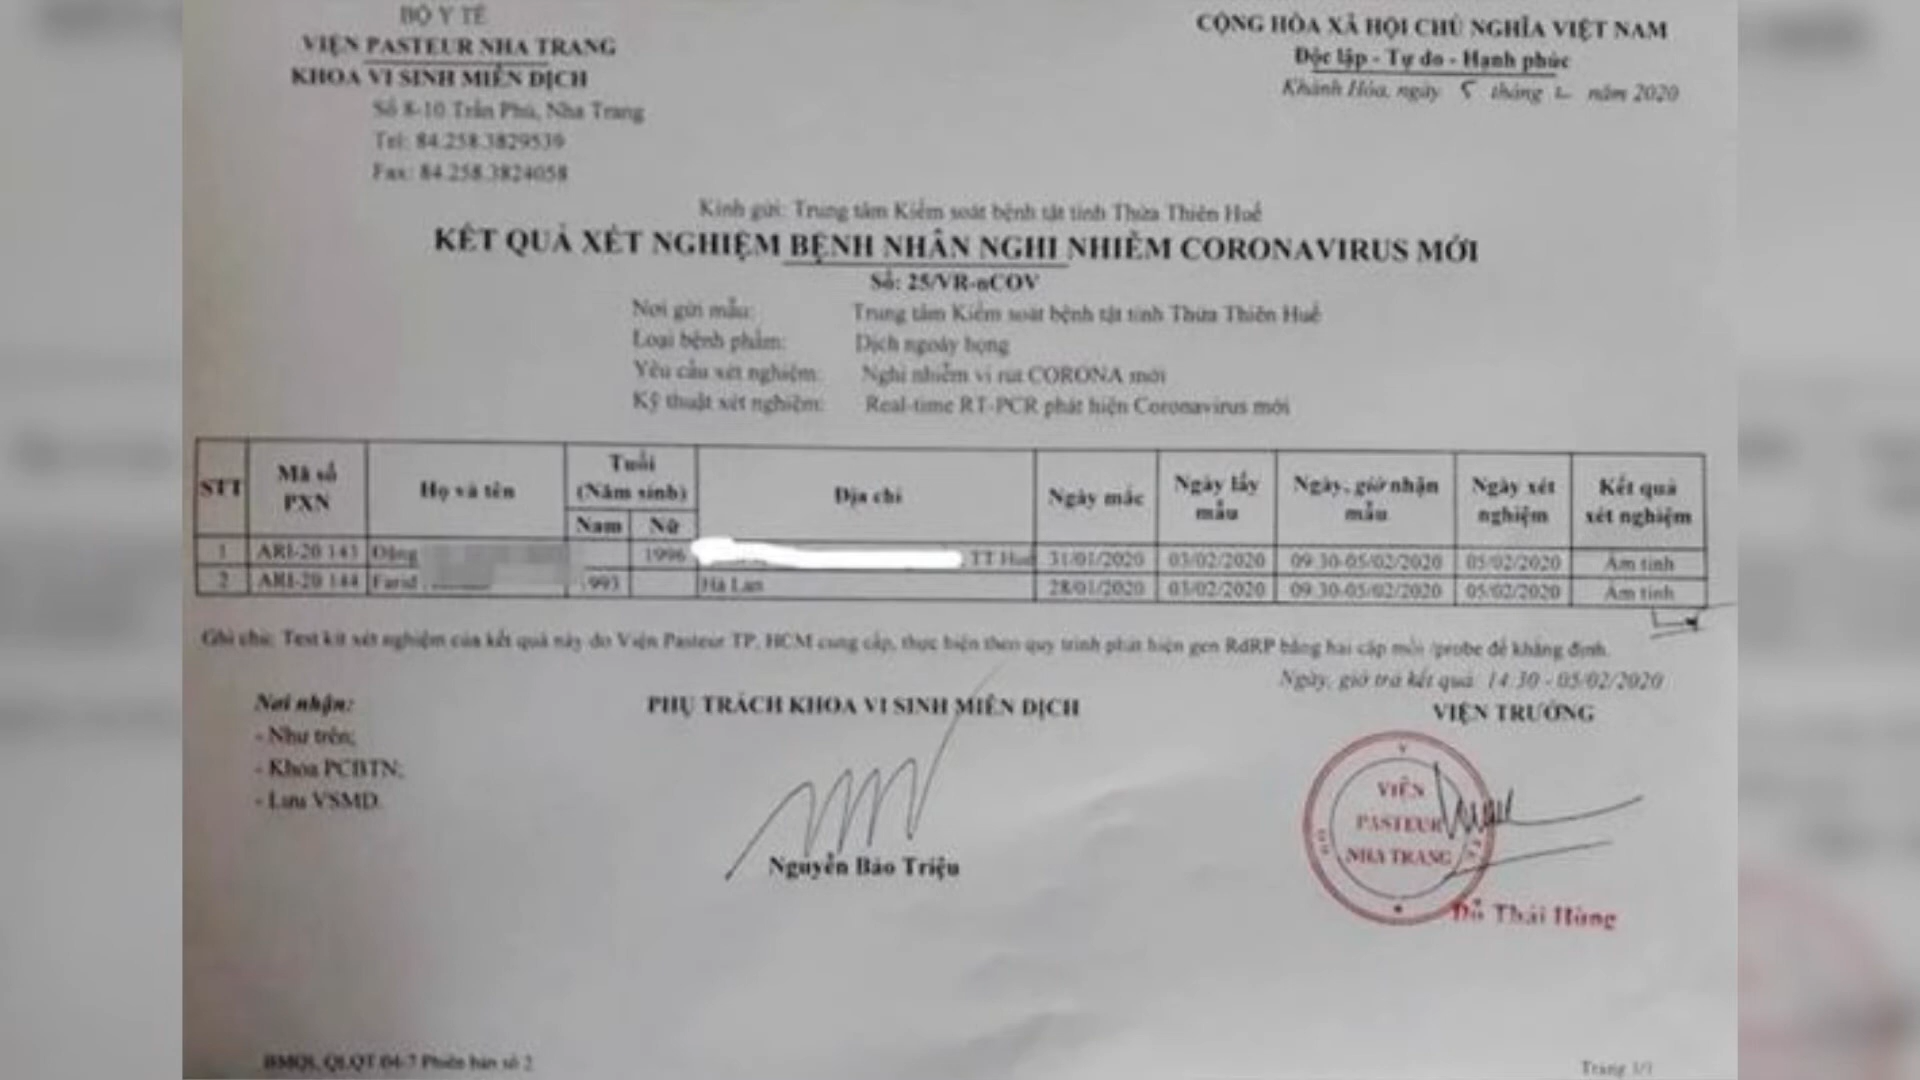 BỘ Y TẾ
VIỆN PASTEUR NHA TRANG
KHOA VI SINH MIỄN DỊCH
Số 8-10 Trần Phú, Nha Trang
Tel: 84.258.3829539
Fax: 84.258.3824058
CỘNG HÒA XÃ HỘI CHỦ NGHĨA VIỆT NAM
Độc lập - Tự do - Hạnh phúc
Khánh Hòa, ngày 5 tháng 2 năm 2020
Kính gửi: Trung tâm Kiểm soát bệnh tật tỉnh Thừa Thiên Huế
KẾT QUẢ XÉT NGHIỆM BỆNH NHÂN NGHI NHIỄM CORONAVIRUS MỚI
Số: 25/VR-nCOV
Nơi gửi mẫu: Trung tâm Kiểm soát bệnh tật tỉnh Thừa Thiên Huế
Loại bệnh phẩm: Dịch ngoáy họng
Yêu cầu xét nghiệm: Nghi nhiễm vi rút CORONA mới
Kỹ thuật xét nghiệm: Real-time RT-PCR phát hiện Coronavirus mới
STT Mã số PXN Họ và tên Tuổi (Năm sinh) Nam Nữ Địa chỉ Ngày mắc Ngày lấy mẫu Ngày, giờ nhận mẫu Ngày xét nghiệm Kết quả xét nghiệm
1 ARI-20 143 Đặng 1996 TT Huế 31/01/2020 03/02/2020 09:30-05/02/2020 05/02/2020 Âm tính
2 ARI-20 144 Farid 1993 Hà Lan 28/01/2020 03/02/2020 09:30-05/02/2020 05/02/2020 Âm tính
Ghi chú: Test kit xét nghiệm của kết quả này do Viện Pasteur TP. HCM cung cấp, thực hiện theo quy trình phát hiện gen RdRP bằng hai cặp mồi /probe để khẳng định.
Ngày, giờ trả kết quả: 14:30 - 05/02/2020
Nơi nhận:
- Như trên;
- Khoa PCBTN;
- Lưu VSMD.
PHỤ TRÁCH KHOA VI SINH MIỄN DỊCH
Nguyễn Bảo Triệu
VIỆN TRƯỞNG
VIỆN
PASTEUR
NHA TRANG
Đỗ Thái Hùng
BMQL QLQT 04-7 Phiên bản số 2
Trang 1/1